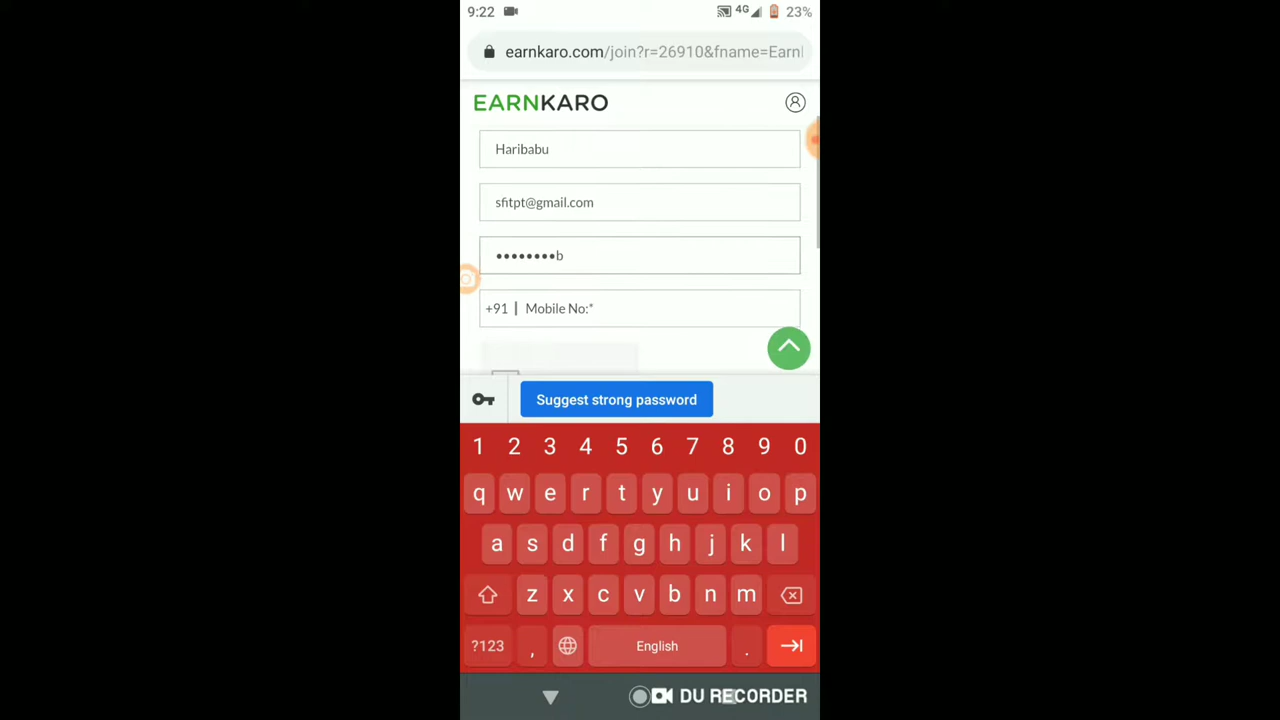 9:22 4G 23%
earnkaro.com/join?r=26910&fname=Earn
EARNKARO
Haribabu
sfitpt@gmail.com
••••••••b
+91 | Mobile No:*
Suggest strong password
1 2 3 4 5 6 7 8 9 0
q w e r t y u i o p
a s d f g h j k l
z x c v b n m
?123 , English .
DU RECORDER